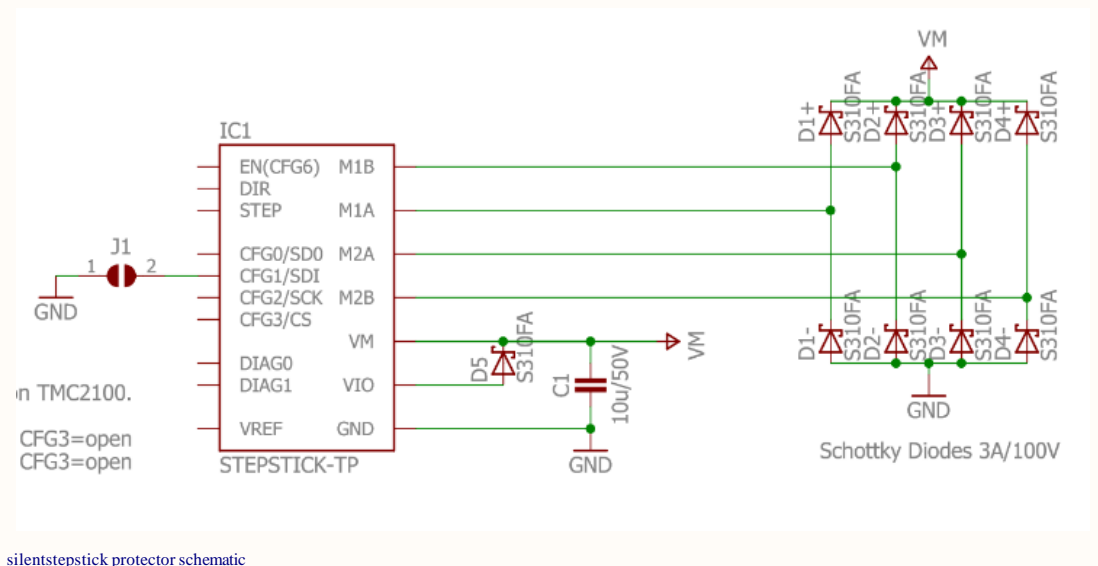 VM
D1+
S310FA
D2+
S310FA
D3+
S310FA
D4+
S310FA
IC1
EN(CFG6) M1B
DIR
STEP M1A
J1
1 2
CFG0/SD0 M2A
CFG1/SDI
CFG2/SCK M2B
CFG3/CS
GND
VM
D5
S310FA
VM
D1-
S310FA
D2-
S310FA
D3-
S310FA
D4-
S310FA
DIAG0
DIAG1 VIO
C1
10u/50V
n TMC2100.
VREF GND
GND
CFG3=open
CFG3=open
STEPSTICK-TP
GND
Schottky Diodes 3A/100V
silentstepstick protector schematic